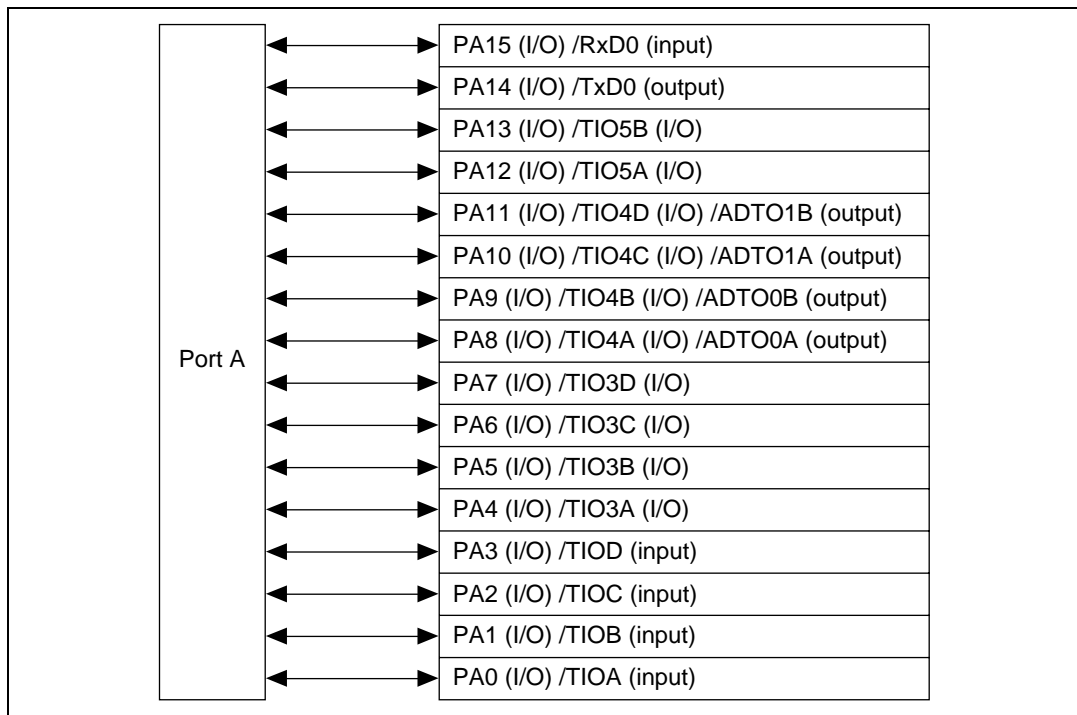 PA15 (I/O) /RxD0 (input)
PA14 (I/O) /TxD0 (output)
PA13 (I/O) /TIO5B (I/O)
PA12 (I/O) /TIO5A (I/O)
PA11 (I/O) /TIO4D (I/O) /ADTO1B (output)
PA10 (I/O) /TIO4C (I/O) /ADTO1A (output)
PA9 (I/O) /TIO4B (I/O) /ADTO0B (output)
PA8 (I/O) /TIO4A (I/O) /ADTO0A (output)
Port A
PA7 (I/O) /TIO3D (I/O)
PA6 (I/O) /TIO3C (I/O)
PA5 (I/O) /TIO3B (I/O)
PA4 (I/O) /TIO3A (I/O)
PA3 (I/O) /TIOD (input)
PA2 (I/O) /TIOC (input)
PA1 (I/O) /TIOB (input)
PA0 (I/O) /TIOA (input)